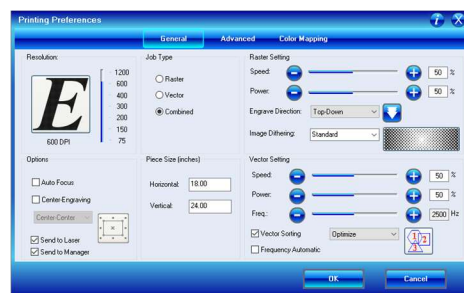 Printing Preferences
?
X
General Advanced Color Mapping
Resolution:
1200
600
400
300
200
150
75
E
600 DPI
Job Type
Raster
Vector
Combined
Raster Setting
Speed: 50 %
Power: 50 %
Engrave Direction: Top-Down
Image Dithering: Standard
Options
Auto Focus
Center-Engraving
Center-Center
Send to Laser
Send to Manager
Piece Size (inches)
Horizontal: 18.00
Vertical: 24.00
Vector Setting
Speed: 50 %
Power: 50 %
Freq.: 2500 Hz
Vector Sorting Optimize
1 2 3
Frequency Automatic
OK Cancel